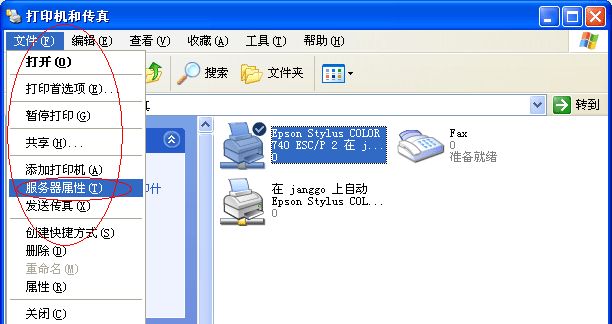 打印机和传真
文件(F) 编辑(E) 查看(V) 收藏(A) 工具(T) 帮助(H)
打开(O)
搜索 文件夹
打印首选项(E)...
暂停打印(G)
真
转到
共享(H)...
添加打印机(A)
服务器属性(T)
发送传真(X)
创建快捷方式(S)
删除(D)
重命名(M)
属性(R)
关闭(C)
Epson Stylus COLOR
740 ESC/P 2 在 j...
0
Fax
0
准备就绪
在 janggo 上自动
Epson Stylus COL...
0